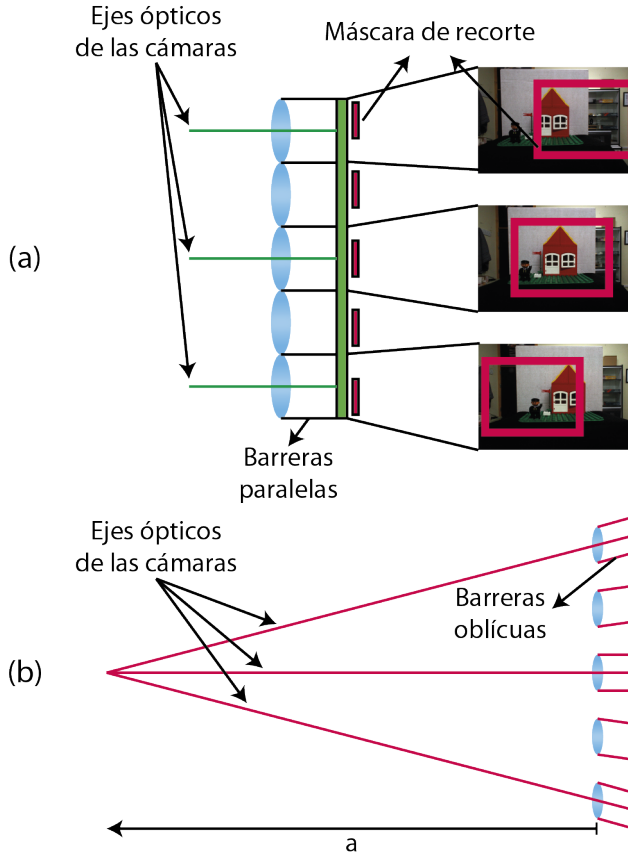 Ejes ópticos
de las cámaras
Máscara de recorte
(a)
Barreras
paralelas
Ejes ópticos
de las cámaras
Barreras
oblícuas
(b)
a